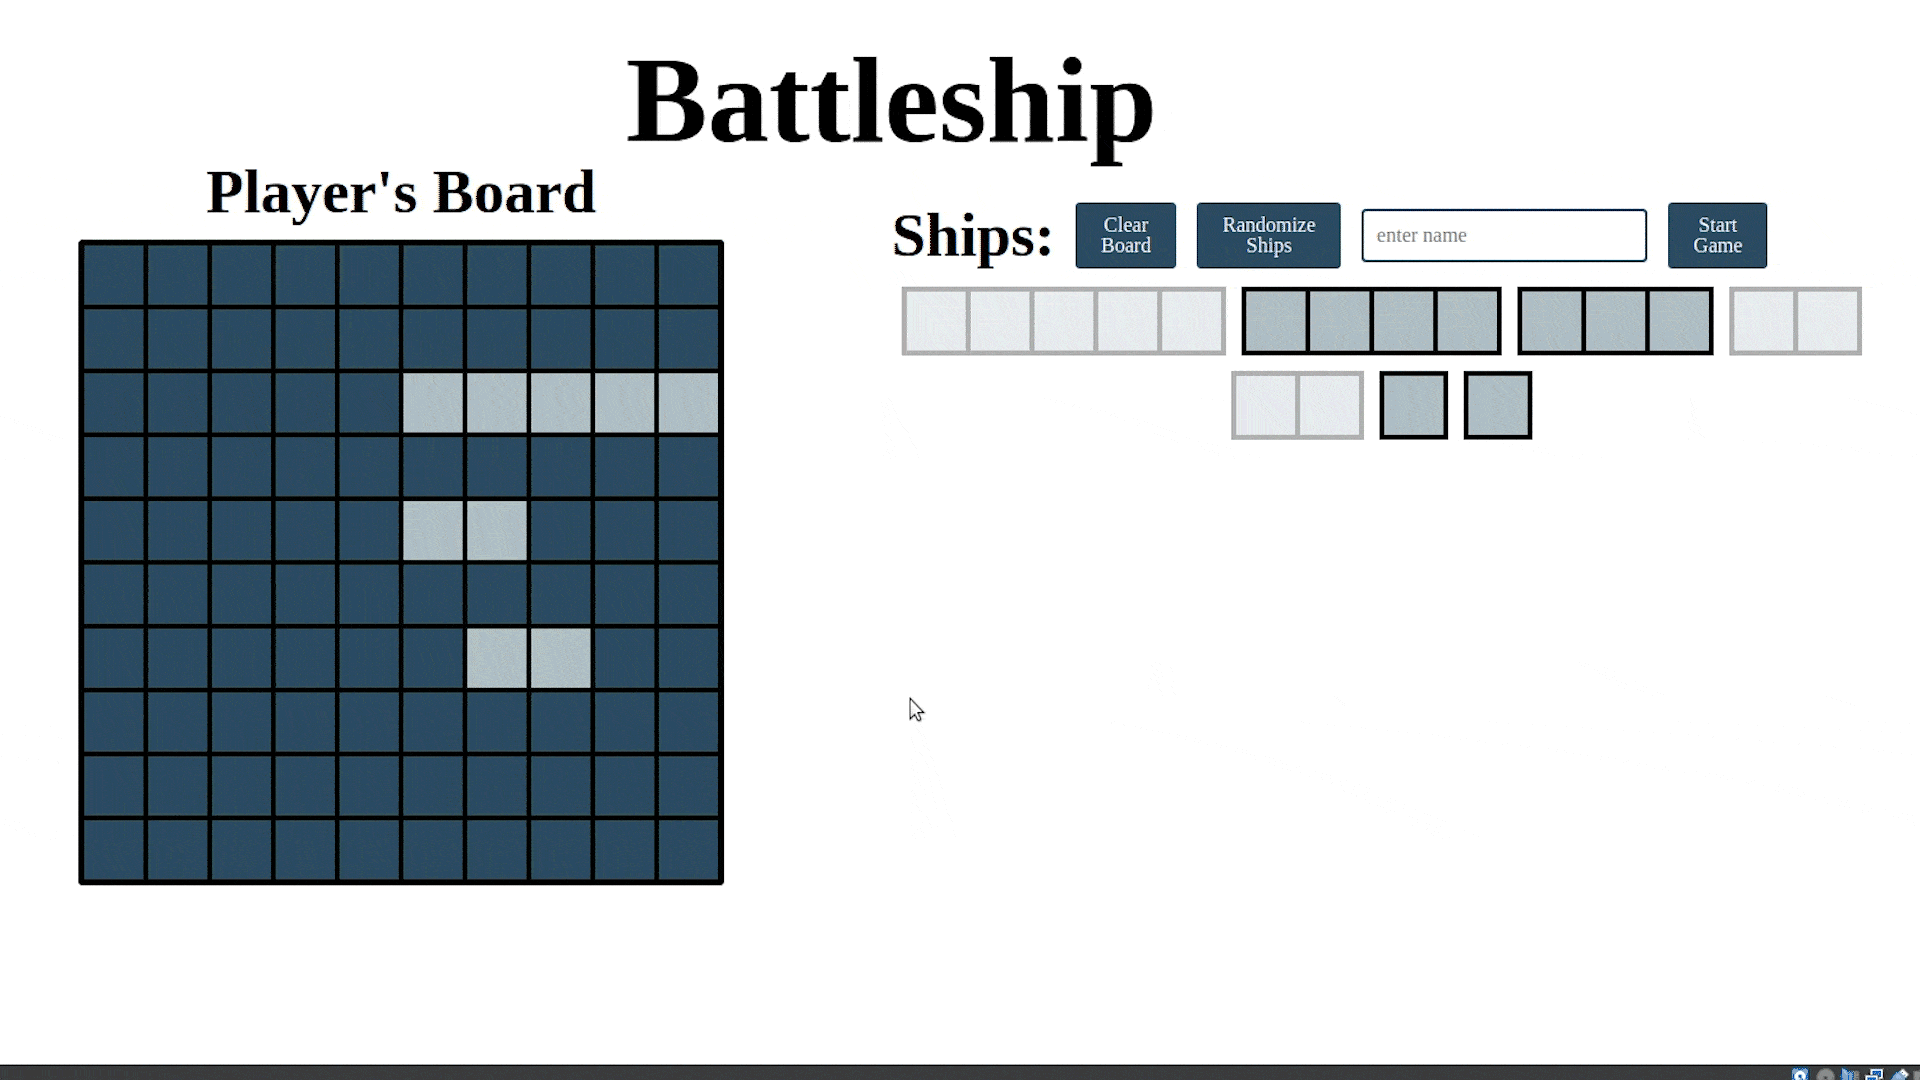 Battleship
Player's Board
Ships:
Clear
Board
Randomize
Ships
enter name
Start
Game